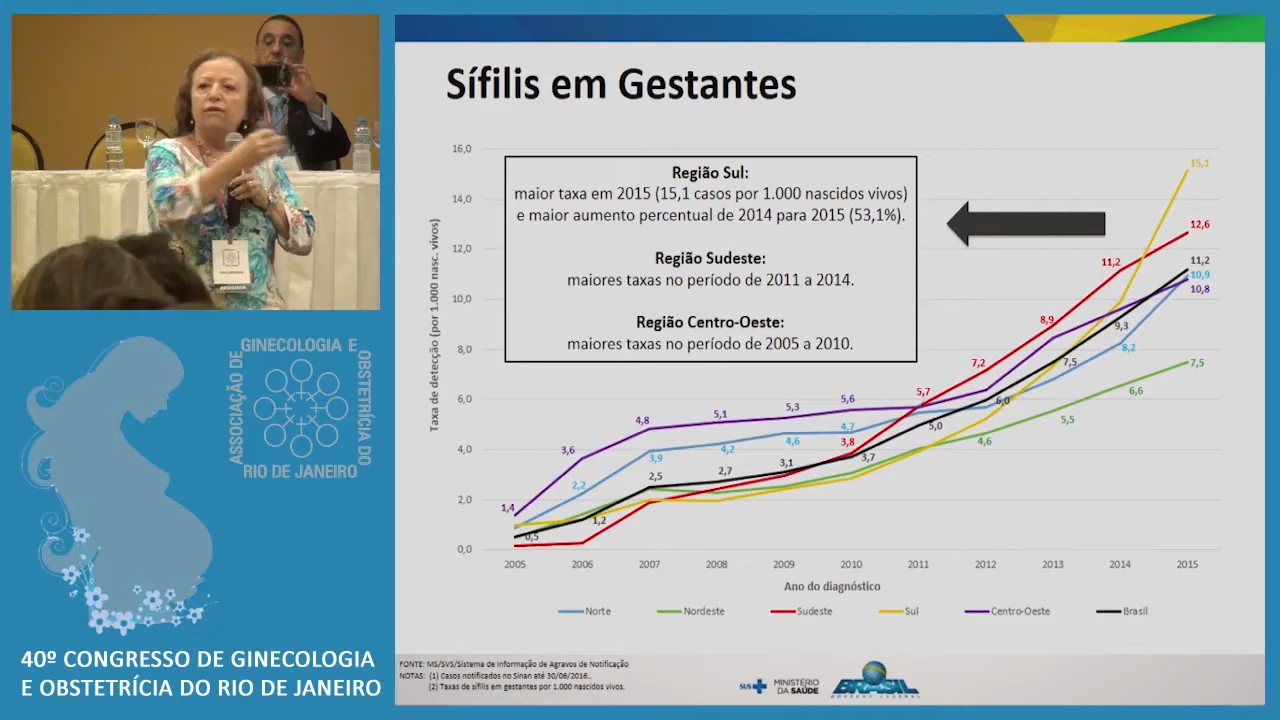 Sífilis em Gestantes
Região Sul:
maior taxa em 2015 (15,1 casos por 1.000 nascidos vivos)
e maior aumento percentual de 2014 para 2015 (53,1%).
Região Sudeste:
maiores taxas no período de 2011 a 2014.
Região Centro-Oeste:
maiores taxas no período de 2005 a 2010.
Taxa de detecção (por 1.000 nasc. vivos)
16,0
14,0
12,0
10,0
8,0
6,0
4,0
2,0
0,0
15,1
12,6
11,2
11,2
10,9
10,8
8,9
9,3
8,2
7,2
7,5
7,5
6,6
5,7
6,0
5,5
5,6
5,0
4,6
4,8
5,1
5,3
4,7
3,8
3,7
3,6
3,9
4,2
4,6
2,2
2,5
2,7
3,1
1,4
1,2
0,5
2005 2006 2007 2008 2009 2010 2011 2012 2013 2014 2015
Ano do diagnóstico
Norte Nordeste Sudeste Sul Centro-Oeste Brasil
FONTE: MS/SVS/Sistema de Informação de Agravos de Notificação
NOTAS: (1) Casos notificados no Sinan até 30/06/2016..
(2) Taxas de sífilis em gestantes por 1.000 nascidos vivos.
SUS
MINISTÉRIO
DA SAÚDE
BRASIL
GOVERNO FEDERAL
ASSOCIAÇÃO DE
GINECOLOGIA E
OBSTETRÍCIA DO
RIO DE JANEIRO
40º CONGRESSO DE GINECOLOGIA
E OBSTETRÍCIA DO RIO DE JANEIRO